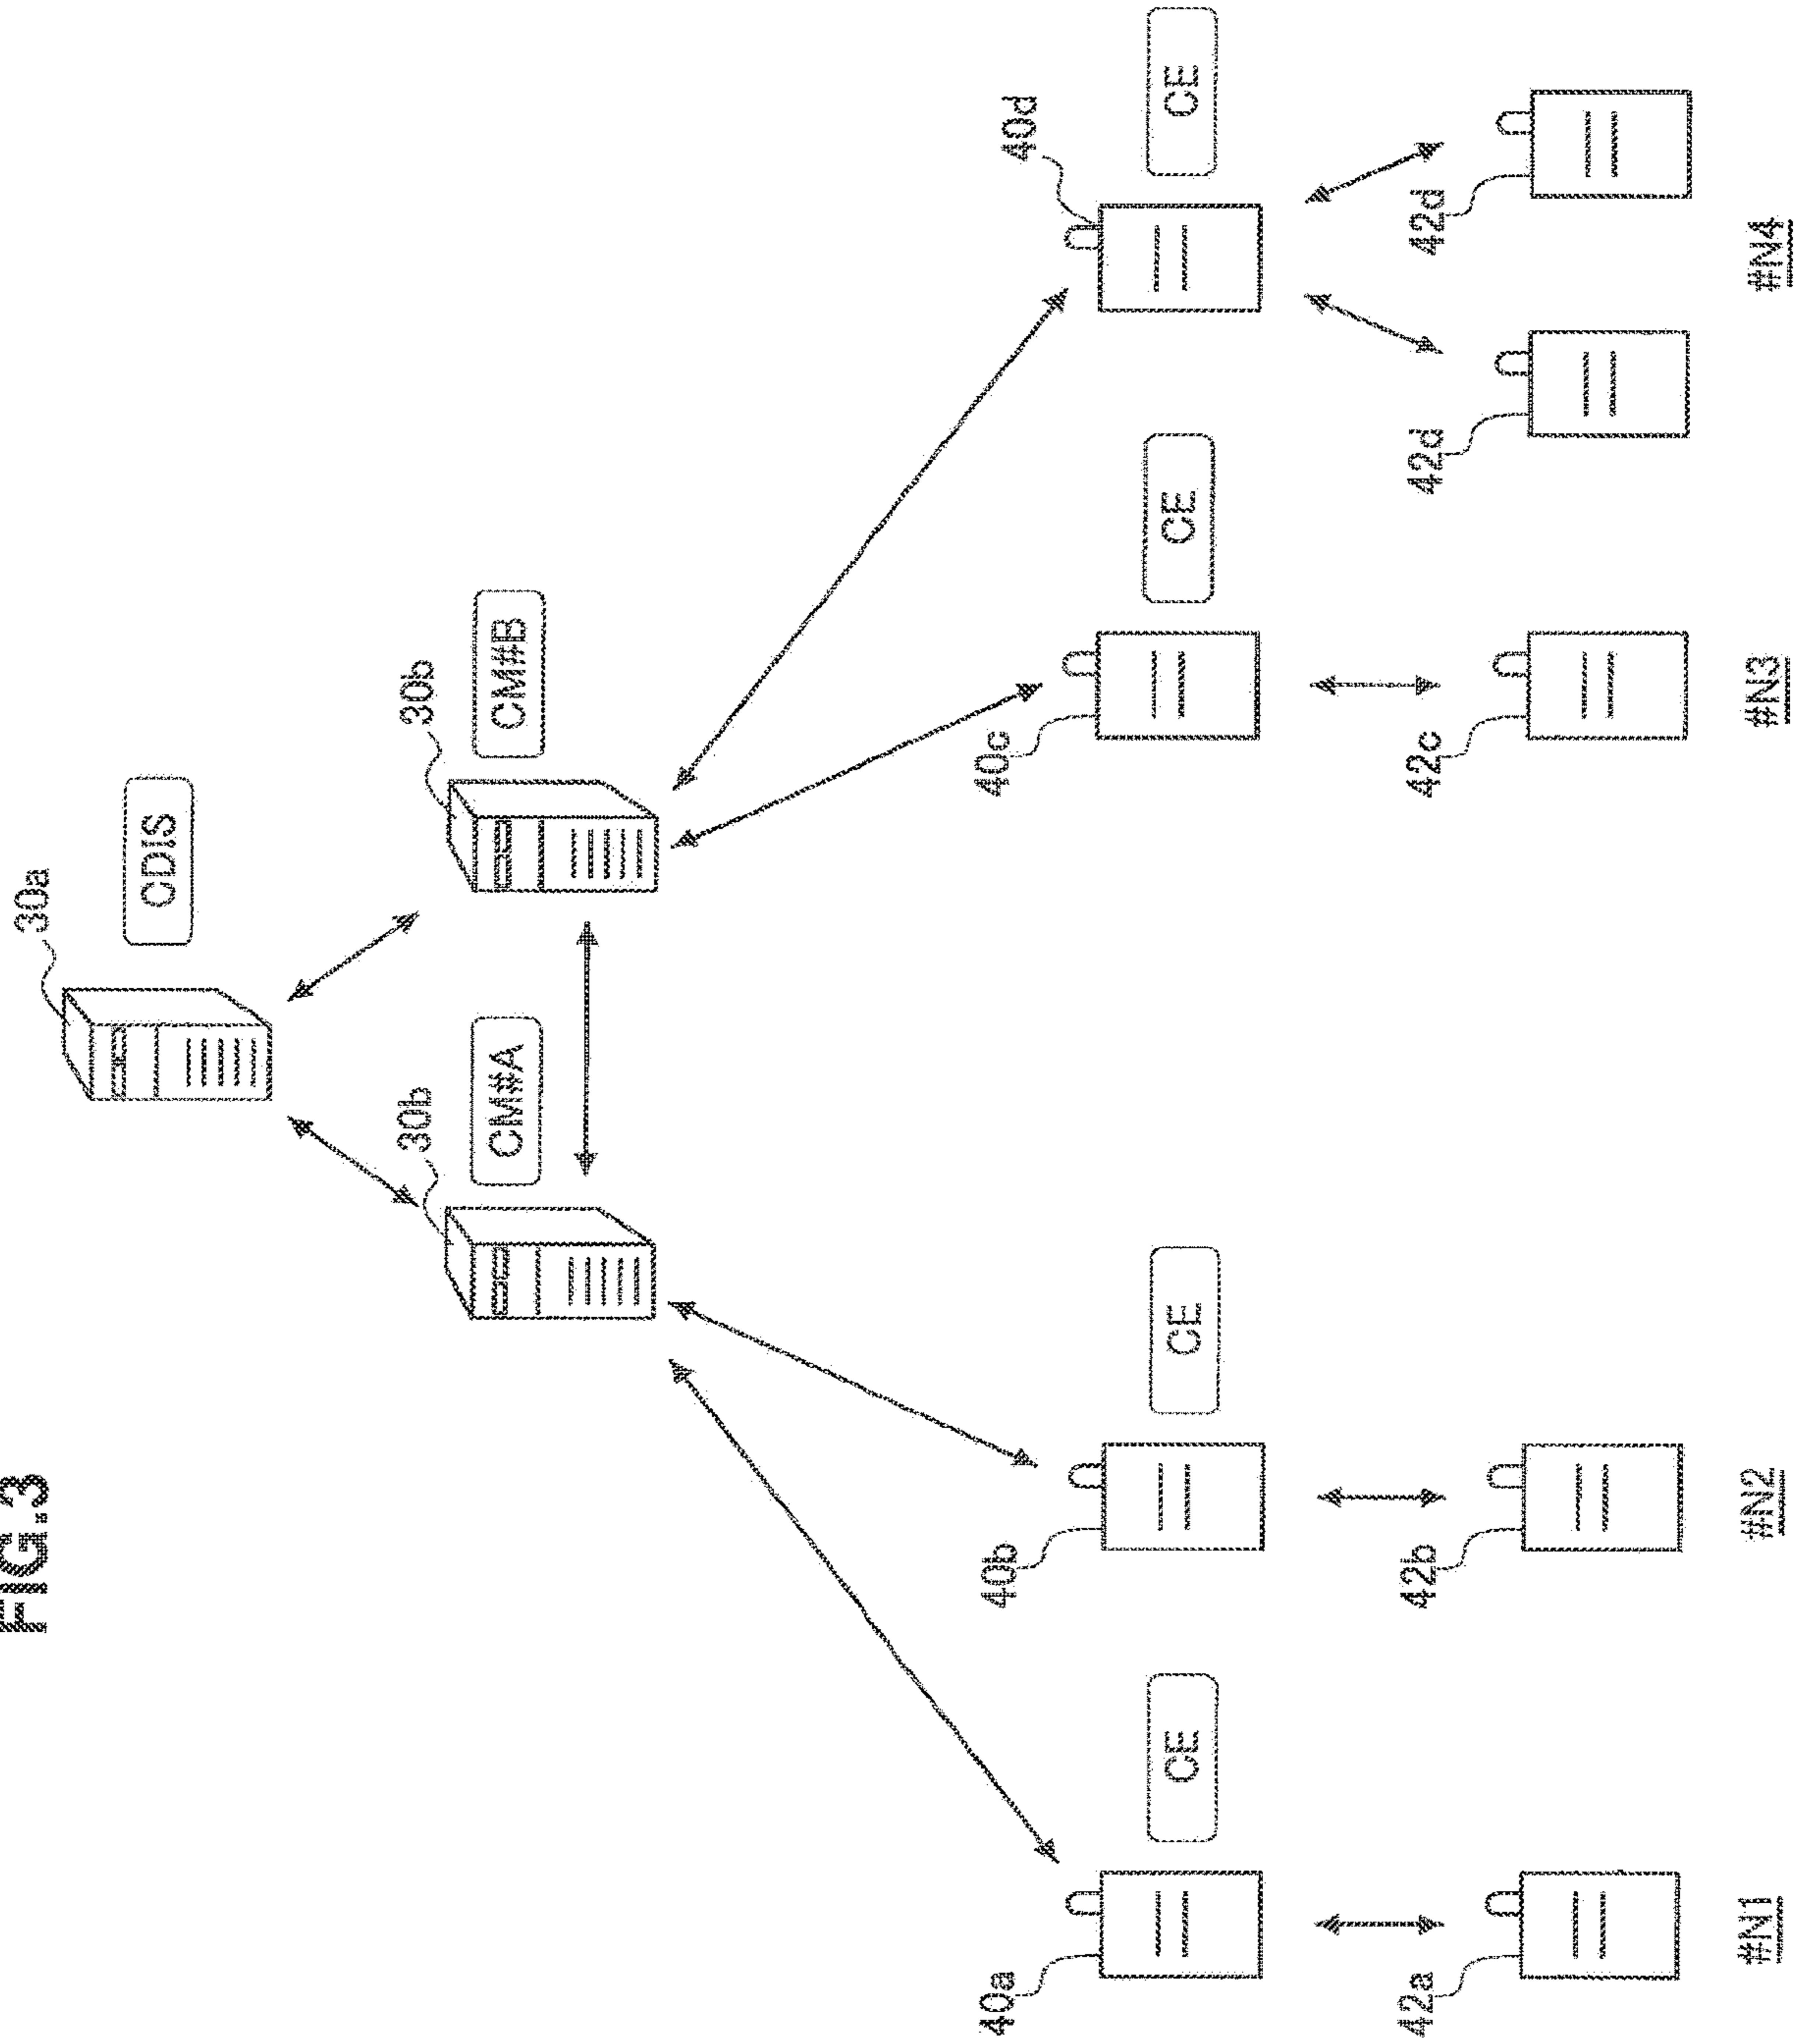 FIG.3
30a
CDIS
30b
CM#A
30b
CM#B
40a
CE
40b
CE
40c
CE
40d
CE
42a
42b
42c
42d
42d
#N1
#N2
#N3
#N4